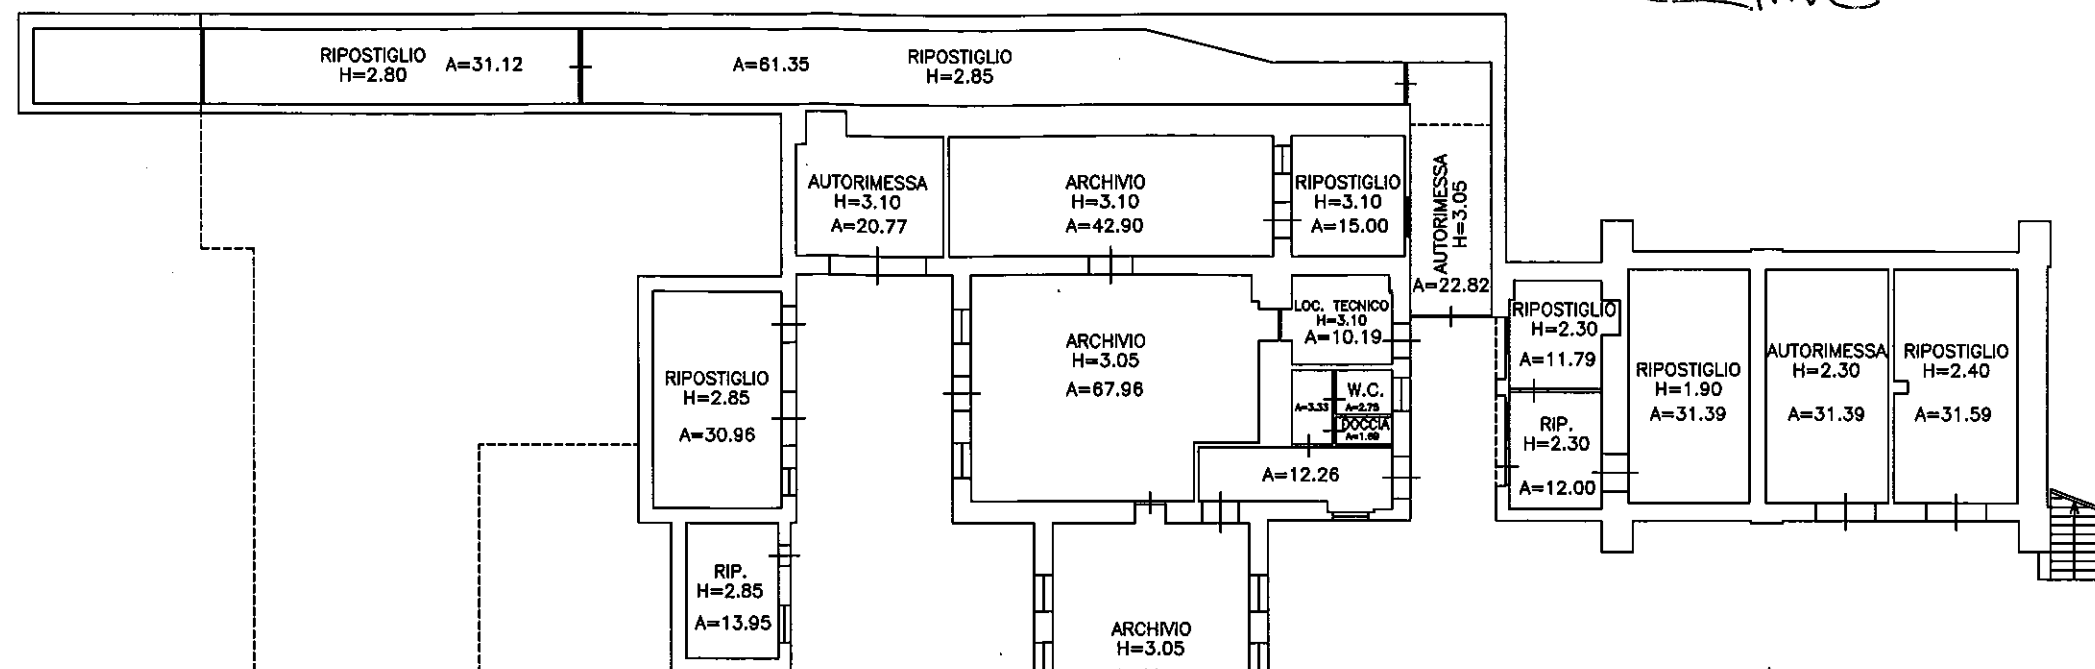 RIPOSTIGLIO
H=2.80
A=31.12
A=61.35
RIPOSTIGLIO
H=2.85
AUTORIMESSA
H=3.10
A=20.77
ARCHIVIO
H=3.10
A=42.90
RIPOSTIGLIO
H=3.10
A=15.00
AUTORIMESSA
H=3.05
A=22.82
RIPOSTIGLIO
H=2.85
A=30.96
ARCHIVIO
H=3.05
A=67.96
LOC. TECNICO
H=3.10
A=10.19
A=3.33
W.C.
A=2.75
DOCCIA
A=12.26
RIPOSTIGLIO
H=2.30
A=11.79
RIP.
H=2.30
A=12.00
RIPOSTIGLIO
H=1.90
A=31.39
AUTORIMESSA
H=2.30
A=31.39
RIPOSTIGLIO
H=2.40
A=31.59
RIP.
H=2.85
A=13.95
ARCHIVIO
H=3.05